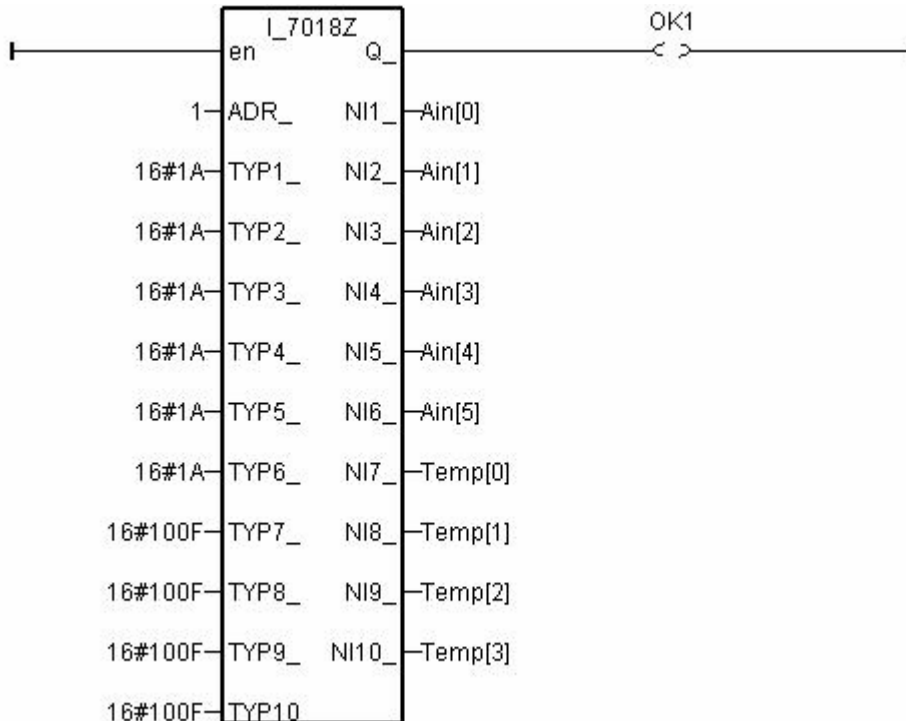 I_7018Z
OK1
en Q_
1 ADR_ NI1_ Ain[0]
16#1A TYP1_ NI2_ Ain[1]
16#1A TYP2_ NI3_ Ain[2]
16#1A TYP3_ NI4_ Ain[3]
16#1A TYP4_ NI5_ Ain[4]
16#1A TYP5_ NI6_ Ain[5]
16#1A TYP6_ NI7_ Temp[0]
16#100F TYP7_ NI8_ Temp[1]
16#100F TYP8_ NI9_ Temp[2]
16#100F TYP9_ NI10_ Temp[3]
16#100F TYP10